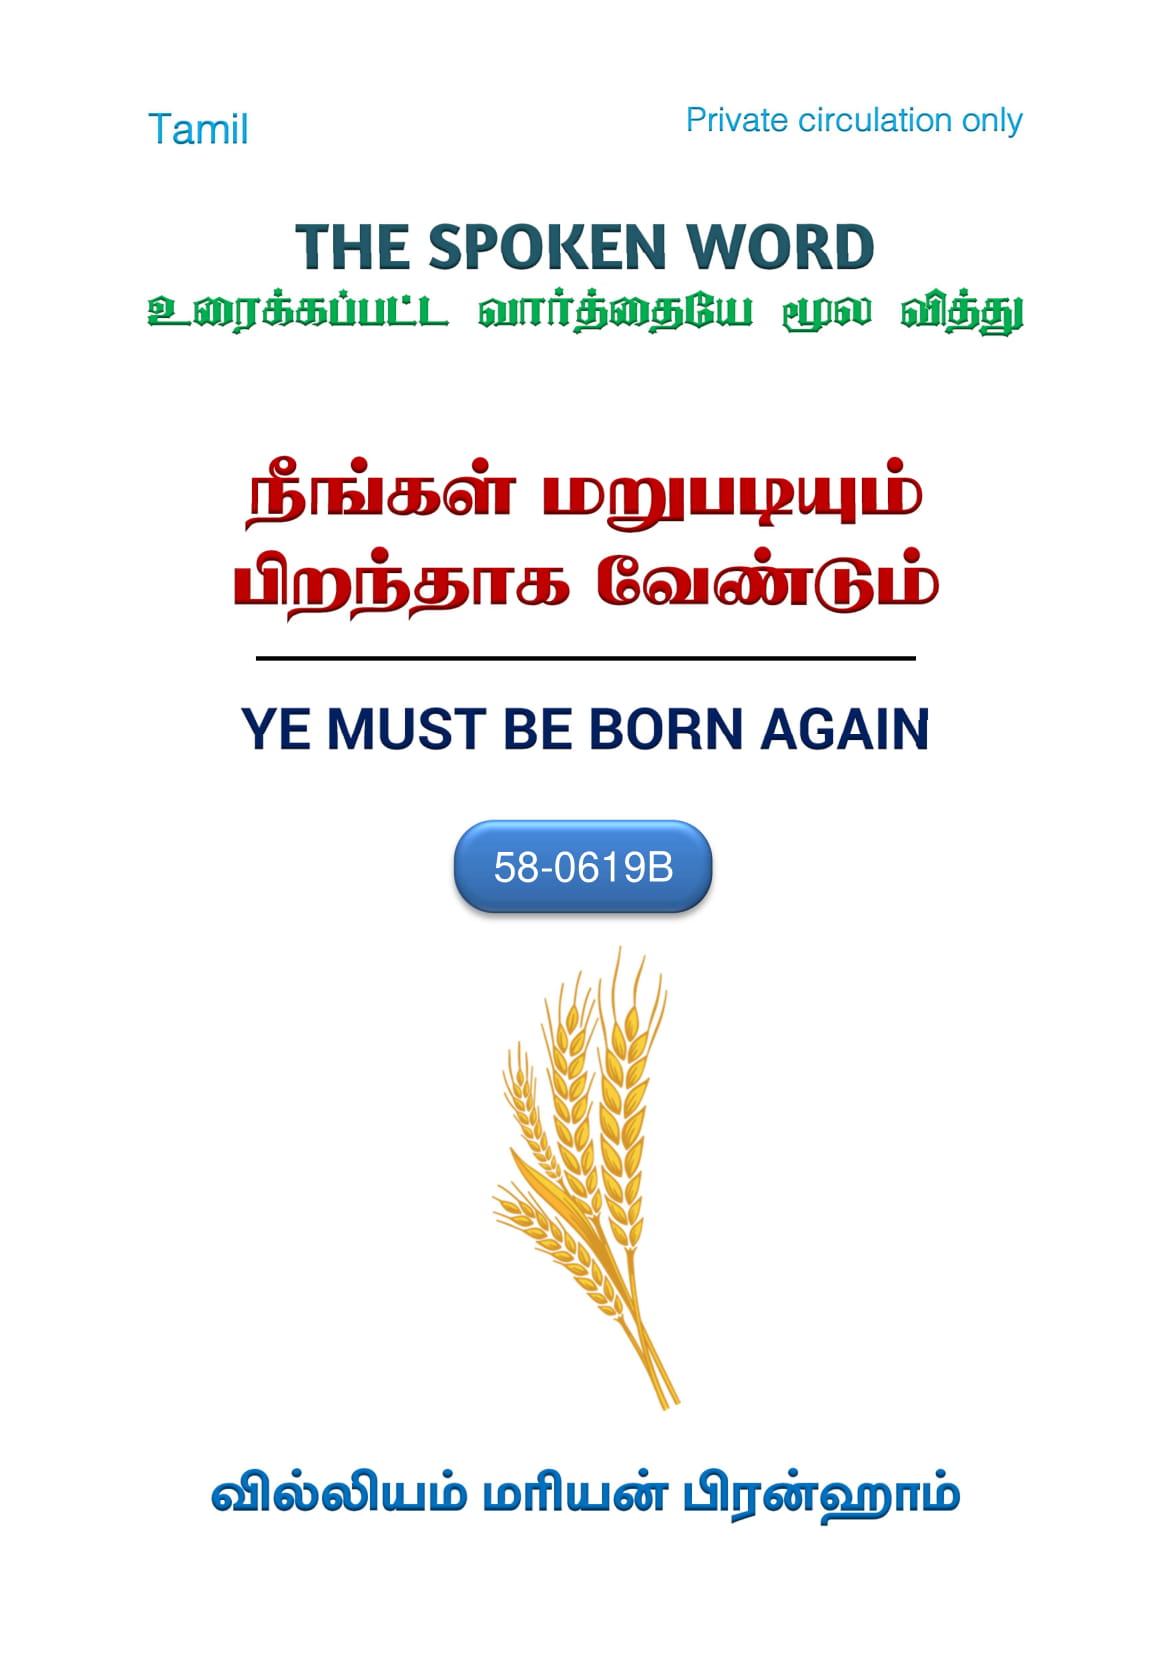 Tamil
Private circulation only
THE SPOKEN WORD
உரைக்கப்பட்ட வார்த்தையே மூல வித்து
நீங்கள் மறுபடியும்
பிறந்தாக வேண்டும்
YE MUST BE BORN AGAIN
58-0619B
வில்லியம் மரியன் பிரன்ஹாம்